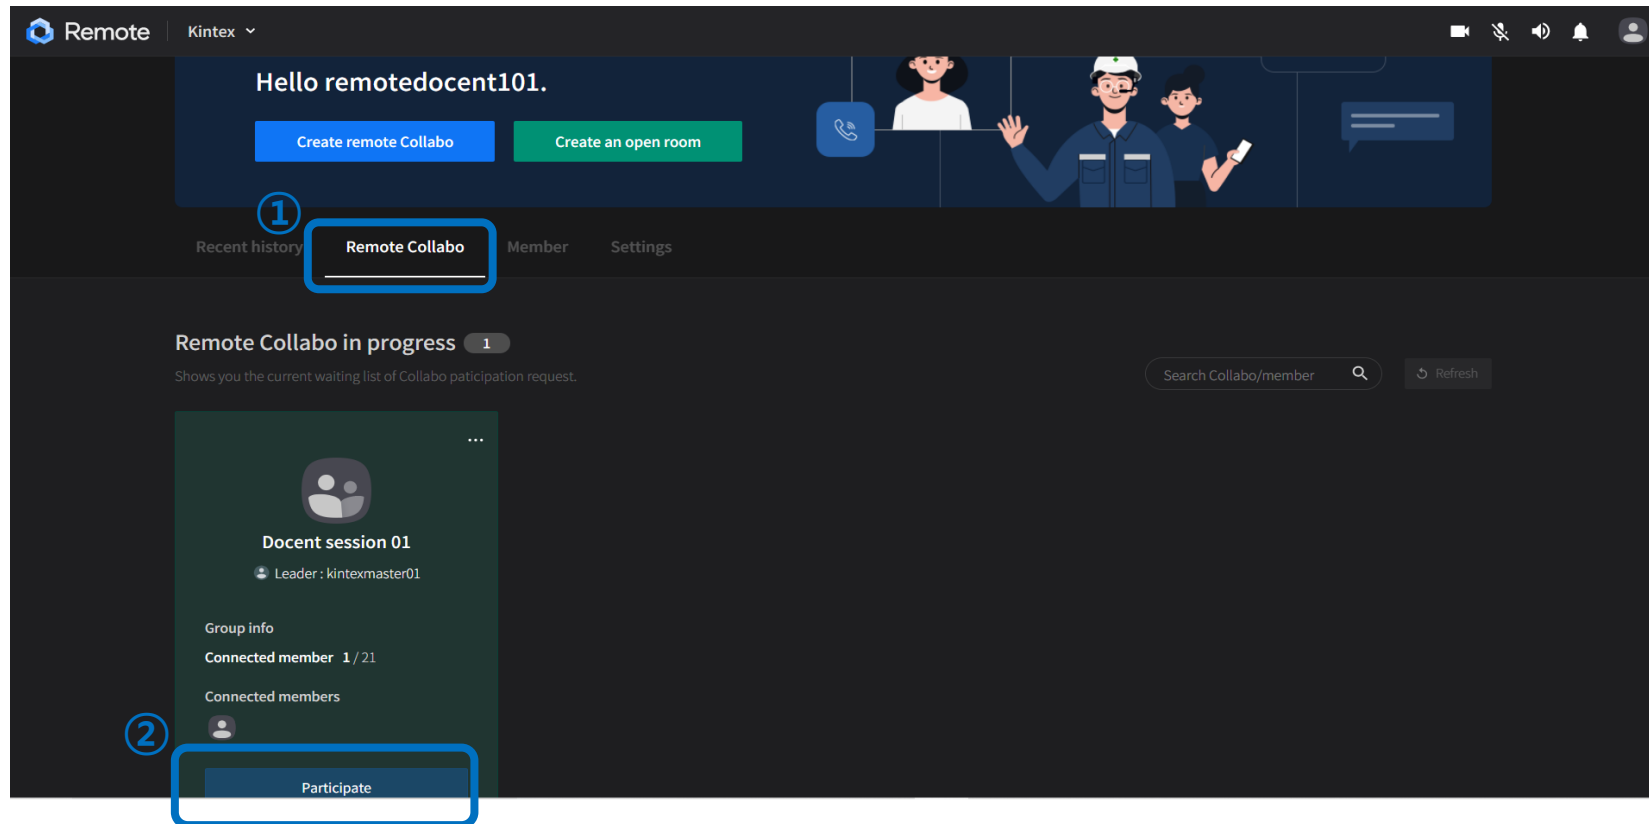 Remote
Kintex
Hello remotedocent101.
Create remote Collabo
Create an open room
①
Recent history
Remote Collabo
Member
Settings
Remote Collabo in progress 1
Shows you the current waiting list of Collabo paticipation request.
Search Collabo/member
Refresh
...
Docent session 01
Leader : kintexmaster01
Group info
Connected member 1 / 21
Connected members
②
Participate